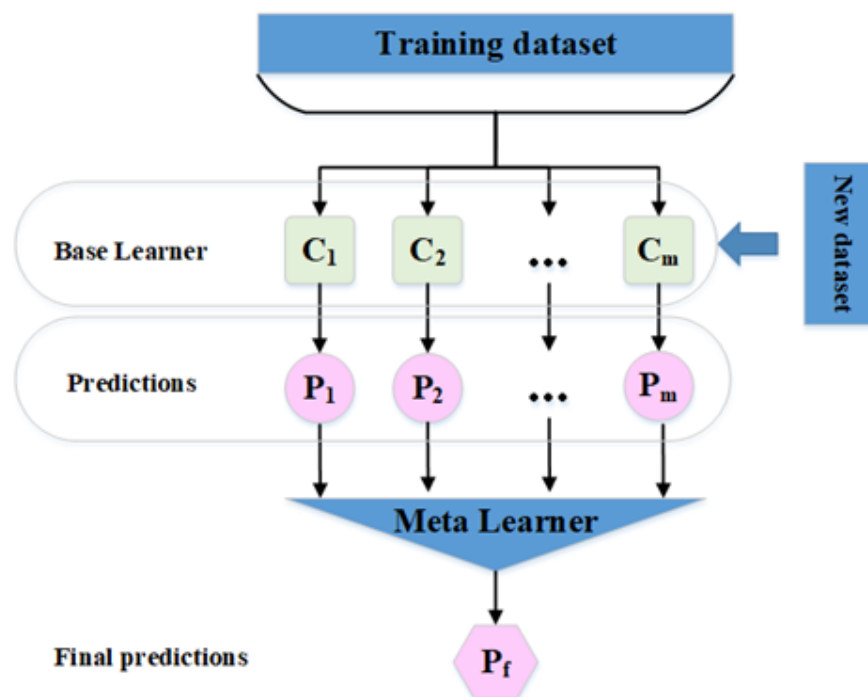 Training dataset
New dataset
Base Learner
C1
C2
...
Cm
Predictions
P1
P2
...
Pm
Meta Learner
Final predictions
Pf